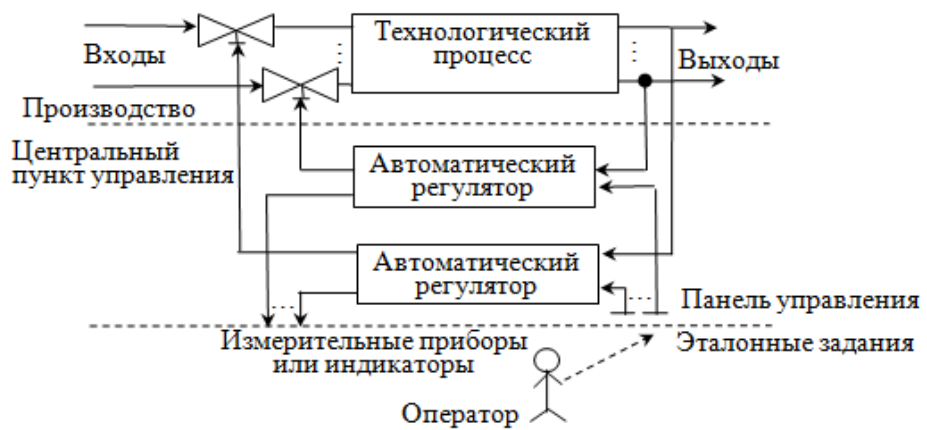 Технологический
процесс
Входы
Выходы
Производство
Центральный
пункт управления
Автоматический
регулятор
Автоматический
регулятор
Панель управления
Измерительные приборы
или индикаторы
Эталонные задания
Оператор